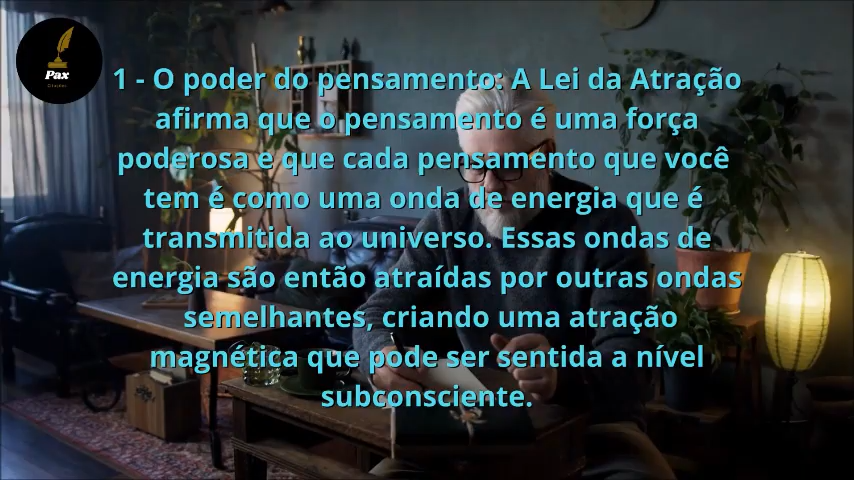 Pax
1 - O poder do pensamento: A Lei da Atração
afirma que o pensamento é uma força
poderosa e que cada pensamento que você
tem é como uma onda de energia que é
transmitida ao universo. Essas ondas de
energia são então atraídas por outras ondas
semelhantes, criando uma atração
magnética que pode ser sentida a nível
subconsciente.